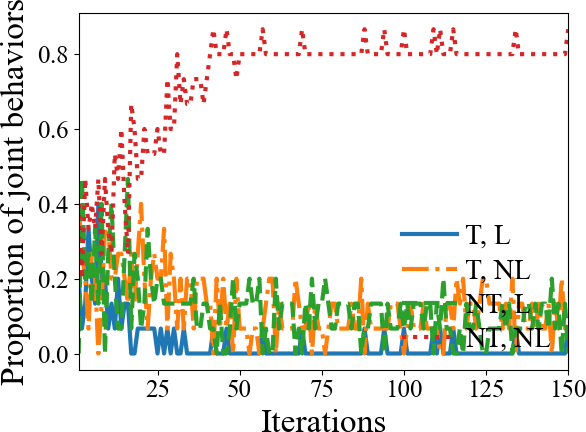 Proportion of joint behaviors
0.8
0.6
0.4
0.2
0.0
T, L
T, NL
NT, L
NT, NL
25
50
75
100
125
150
Iterations